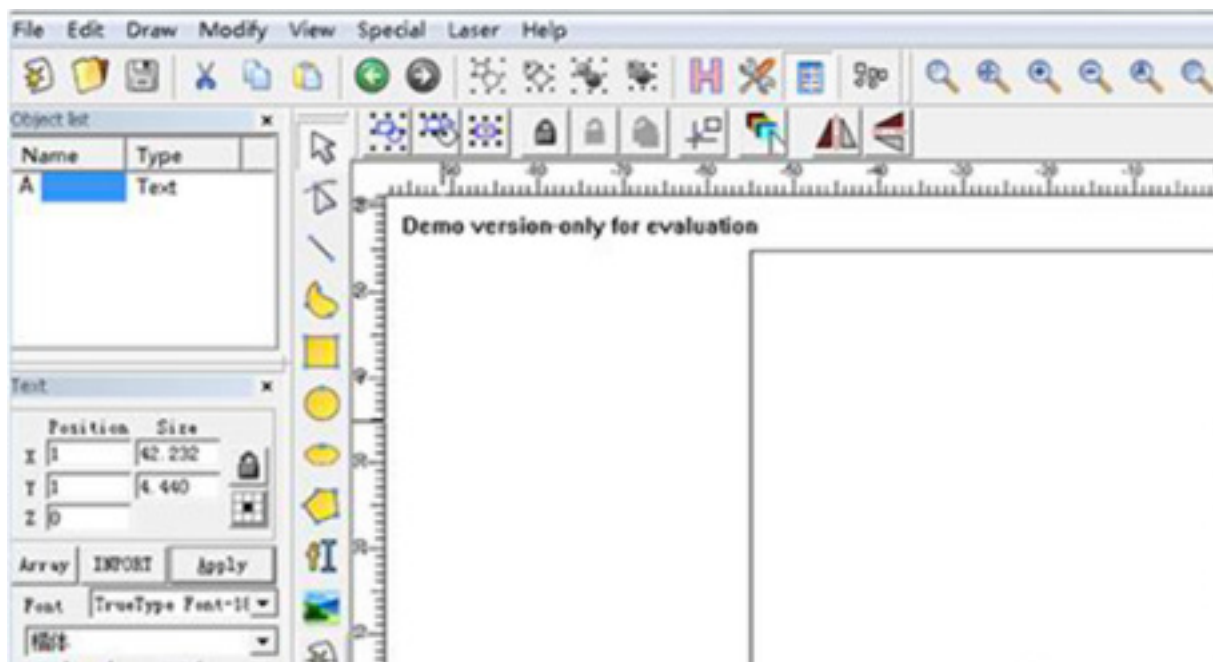 File Edit Draw Modify View Special Laser Help
Object list
Name Type
A Text
Demo version-only for evaluation
Text
Position Size
X 1 42.232
Y 1 4.440
Z 0
Array INPORT Apply
Font TrueType Font-1
楷体